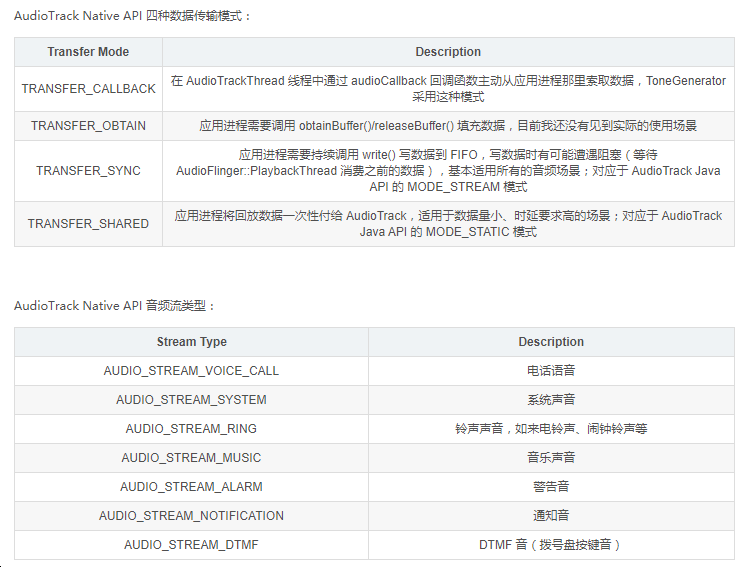 AudioTrack Native API 四种数据传输模式：
Transfer Mode Description
TRANSFER_CALLBACK 在 AudioTrackThread 线程中通过 audioCallback 回调函数主动从应用进程那里索取数据，ToneGenerator
采用这种模式
TRANSFER_OBTAIN 应用进程需要调用 obtainBuffer()/releaseBuffer() 填充数据，目前我还没有见到实际的使用场景
应用进程需要持续调用 write() 写数据到 FIFO，写数据时有可能遭遇阻塞（等待
TRANSFER_SYNC AudioFlinger::PlaybackThread 消费之前的数据），基本适用所有的音频场景；对应于 AudioTrack Java
API 的 MODE_STREAM 模式
TRANSFER_SHARED 应用进程将回放数据一次性付给 AudioTrack，适用于数据量小、时延要求高的场景；对应于 AudioTrack
Java API 的 MODE_STATIC 模式
AudioTrack Native API 音频流类型：
Stream Type Description
AUDIO_STREAM_VOICE_CALL 电话语音
AUDIO_STREAM_SYSTEM 系统声音
AUDIO_STREAM_RING 铃声声音，如来电铃声、闹钟铃声等
AUDIO_STREAM_MUSIC 音乐声音
AUDIO_STREAM_ALARM 警告音
AUDIO_STREAM_NOTIFICATION 通知音
AUDIO_STREAM_DTMF DTMF 音（拨号盘按键音）